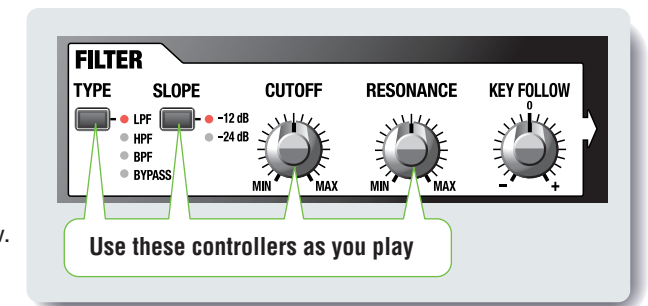 FILTER
TYPE SLOPE CUTOFF RESONANCE KEY FOLLOW
0
LPF -12 dB
HPF -24 dB
BPF
BYPASS
MIN MAX MIN MAX - +
Use these controllers as you play
y.